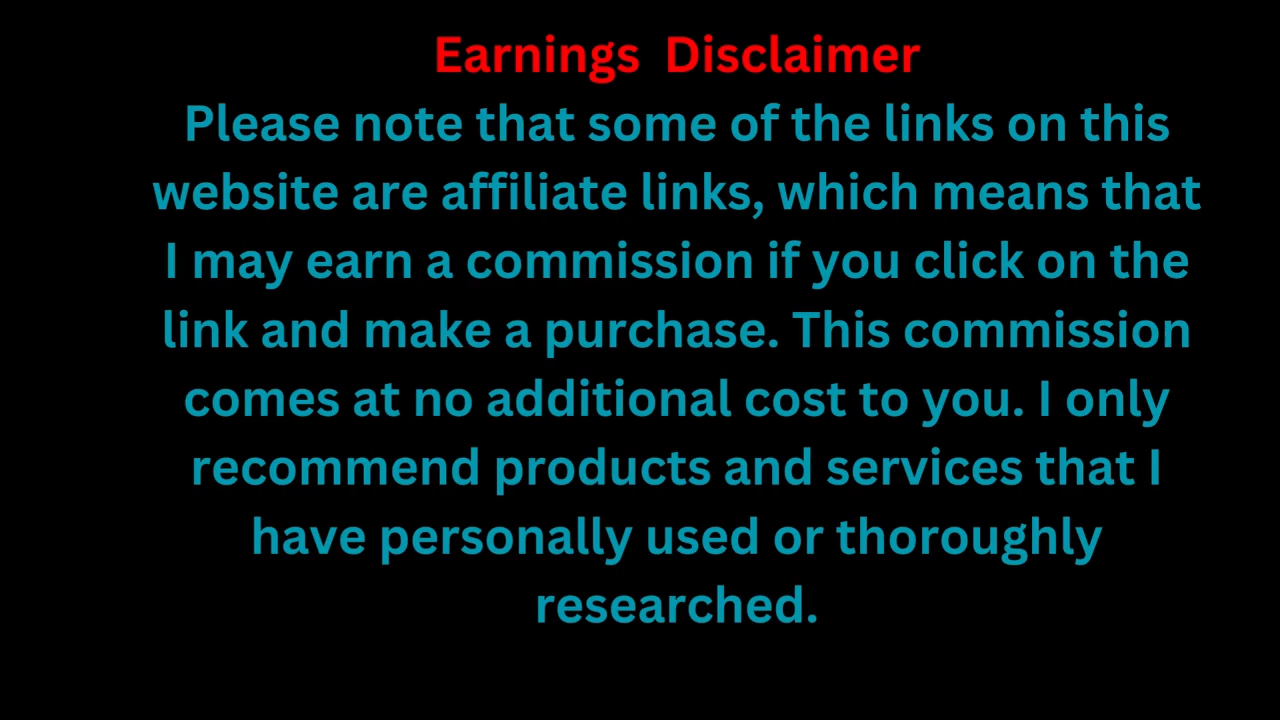 Earnings  Disclaimer
Please note that some of the links on this
website are affiliate links, which means that
I may earn a commission if you click on the
link and make a purchase. This commission
comes at no additional cost to you. I only
recommend products and services that I
have personally used or thoroughly
researched.